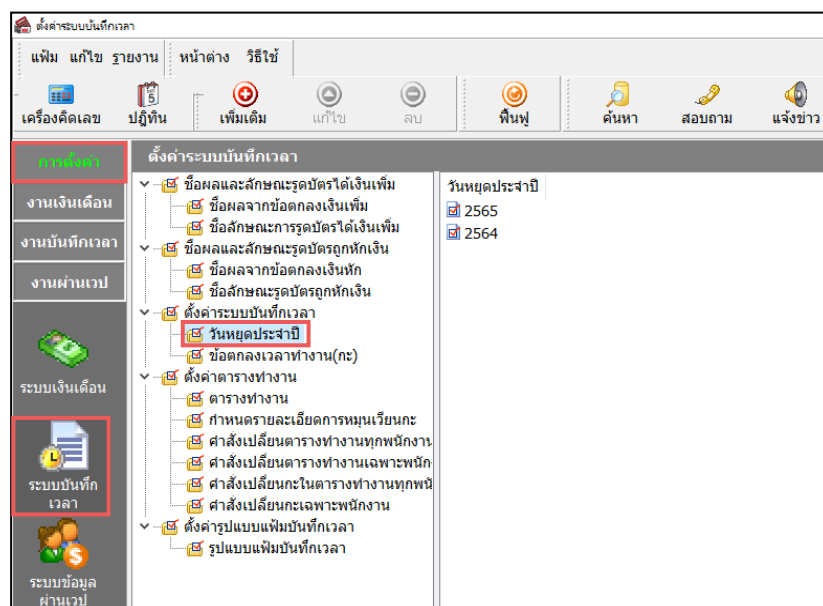 ตั้งค่าระบบบันทึกเวลา
แฟ้ม แก้ไข รายงาน หน้าต่าง วิธีใช้
เครื่องคิดเลข ปฏิทิน เพิ่มเติม แก้ไข ลบ ฟื้นฟู ค้นหา สอบถาม แจ้งข่าว
การตั้งค่า
งานเงินเดือน
งานบันทึกเวลา
งานผ่านเวป
ระบบเงินเดือน
ระบบบันทึก
เวลา
ระบบข้อมูล
ผ่านเวป
ตั้งค่าระบบบันทึกเวลา
ชื่อผลและลักษณะรูดบัตรได้เงินเพิ่ม
ชื่อผลจากข้อตกลงเงินเพิ่ม
ชื่อลักษณะการรูดบัตรได้เงินเพิ่ม
ชื่อผลและลักษณะรูดบัตรถูกหักเงิน
ชื่อผลจากข้อตกลงเงินหัก
ชื่อลักษณะรูดบัตรถูกหักเงิน
ตั้งค่าระบบบันทึกเวลา
วันหยุดประจำปี
ข้อตกลงเวลาทำงาน(กะ)
ตั้งค่าตารางทำงาน
ตารางทำงาน
กำหนดรายละเอียดการหมุนเวียนกะ
คำสั่งเปลี่ยนตารางทำงานทุกพนักงาน
คำสั่งเปลี่ยนตารางทำงานเฉพาะพนัก
คำสั่งเปลี่ยนกะในตารางทำงานทุกพนั
คำสั่งเปลี่ยนกะเฉพาะพนักงาน
ตั้งค่ารูปแบบแฟ้มบันทึกเวลา
รูปแบบแฟ้มบันทึกเวลา
วันหยุดประจำปี
2565
2564